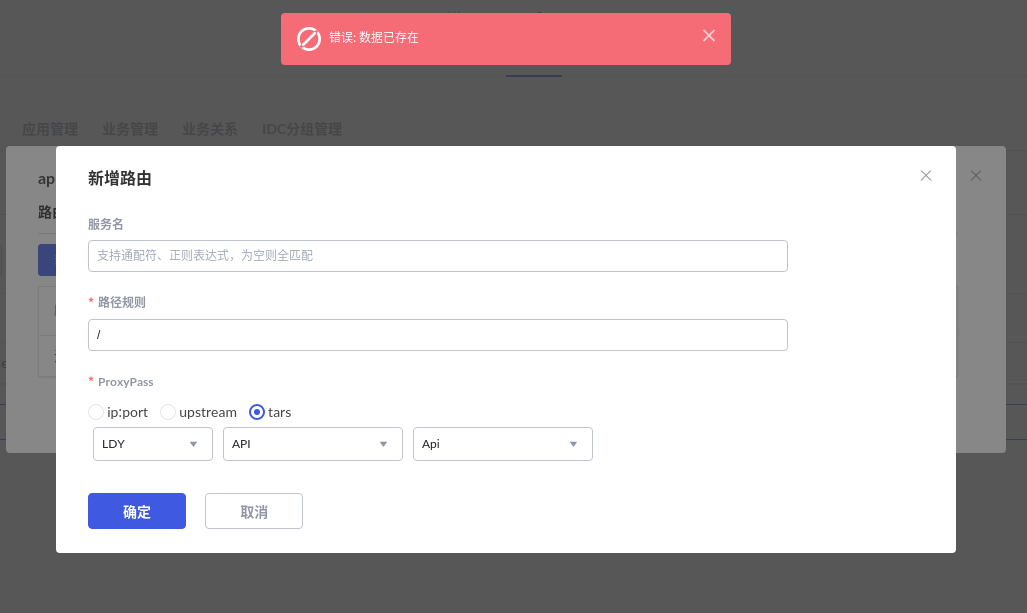 错误: 数据已存在
应用管理 业务管理 业务关系 IDC分组管理
ap
新增路由
服务名
支持通配符、正则表达式，为空则全匹配
* 路径规则
/
* ProxyPass
ip:port upstream tars
LDY API Api
确定 取消